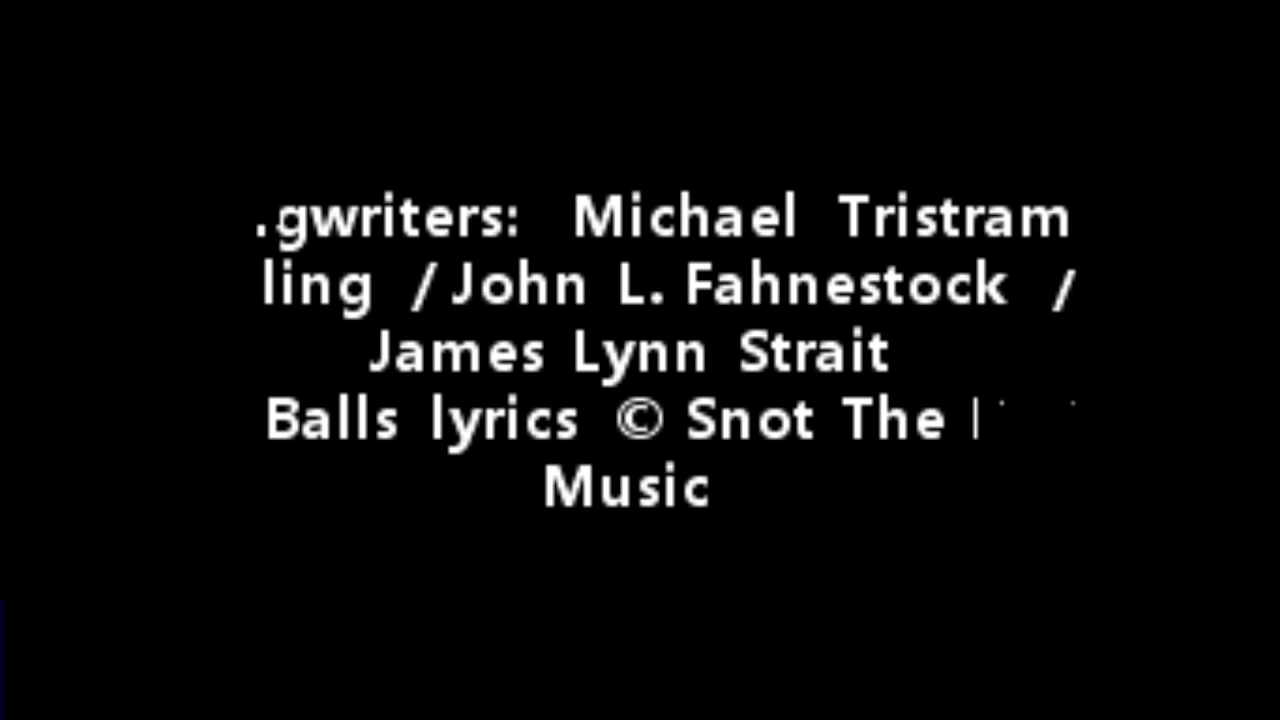 .gwriters: Michael Tristram
ling / John L. Fahnestock /
James Lynn Strait
Balls lyrics © Snot The
Music